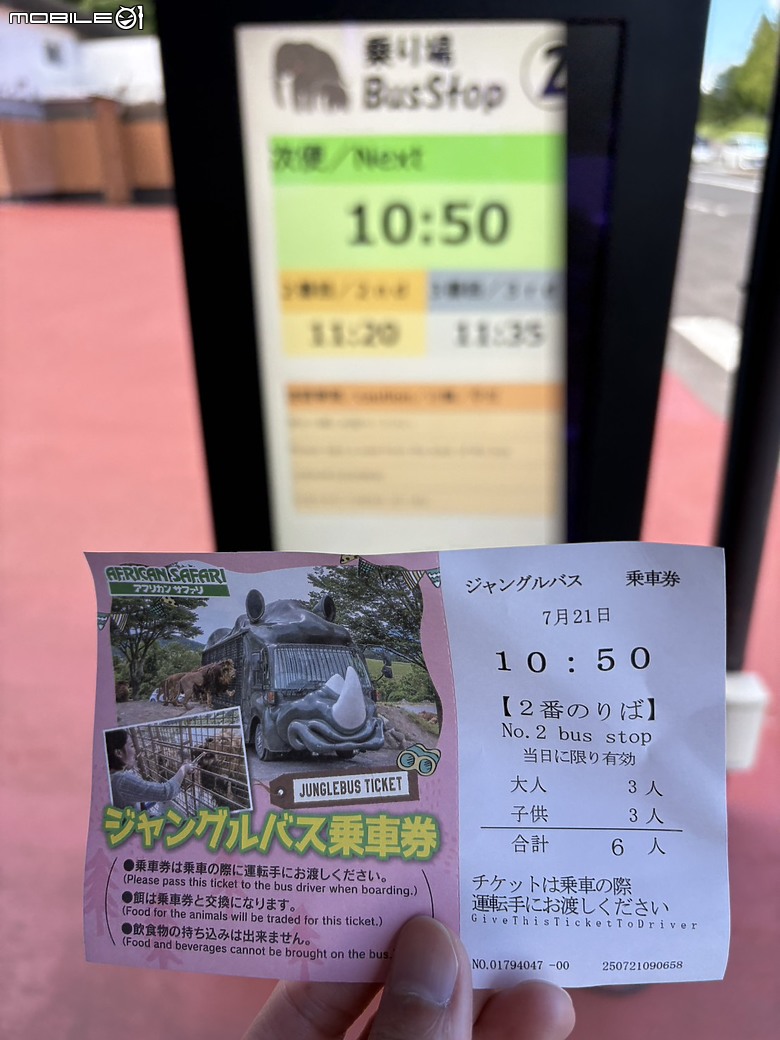 MOBILE01
乗り場
BusStop
2
次便/Next
10:50
11:20
11:35
AFRICAN SAFARI
アフリカン サファリ
JUNGLEBUS TICKET
ジャングルバス乗車券
●乗車券は乗車の際に運転手にお渡しください。
(Please pass this ticket to the bus driver when boarding.)
●餌は乗車券と交換になります。
(Food for the animals will be traded for this ticket.)
●飲食物の持ち込みは出来ません。
(Food and beverages cannot be brought on the bus.
ジャングルバス 乗車券
7月21日
10:50
【2番のりば】
No.2 bus stop
当日に限り有効
大人 3人
子供 3人
合計 6人
チケットは乗車の際
運転手にお渡しください
GiveThisTicketToDriver
NO.01794047 -00 250721090658